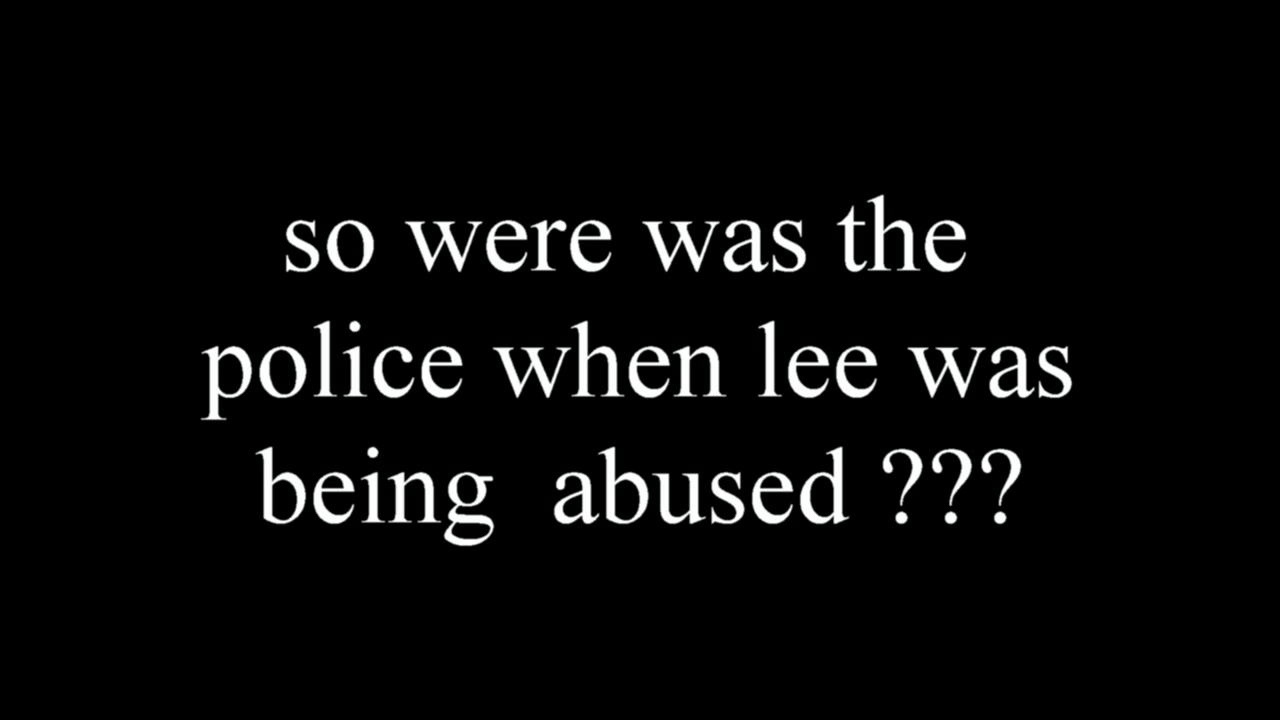 so were was the
police when lee was
being  abused ???